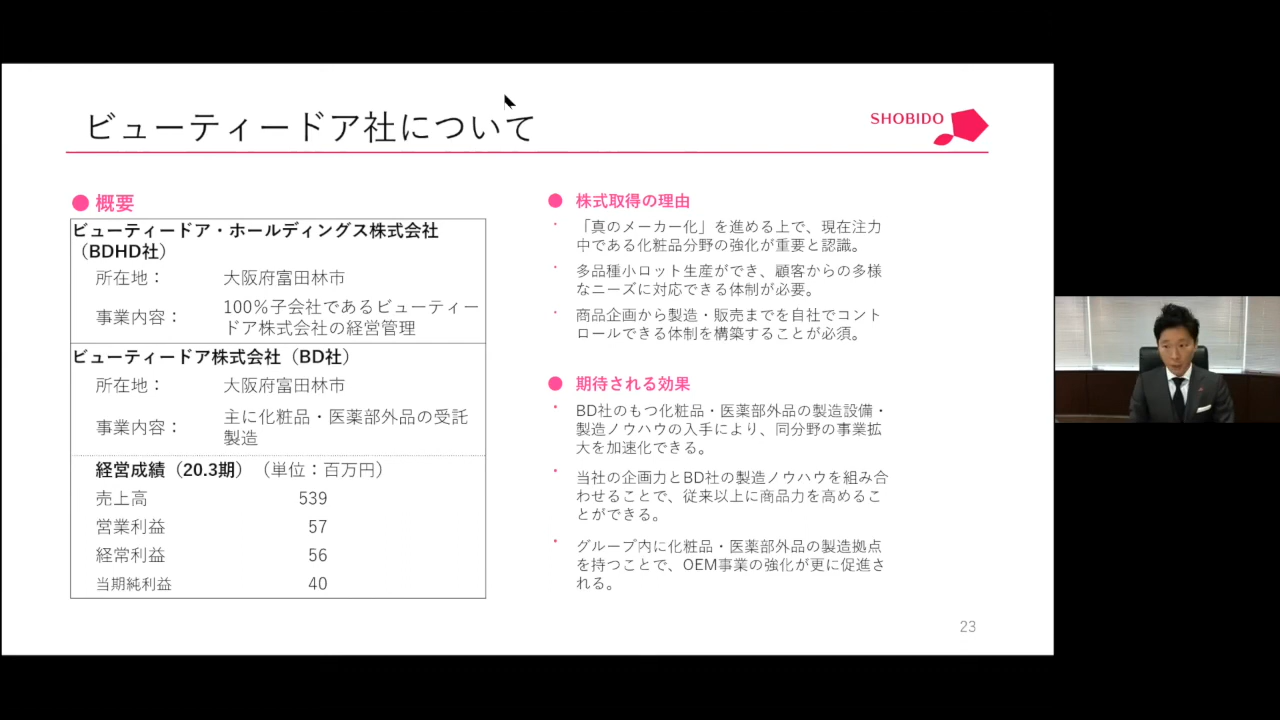 ビューティードア社について
SHOBIDO
● 概要
ビューティードア・ホールディングス株式会社
（BDHD社）
所在地： 大阪府富田林市
事業内容： 100%子会社であるビューティー
ドア株式会社の経営管理
ビューティードア株式会社（BD社）
所在地： 大阪府富田林市
事業内容： 主に化粧品・医薬部外品の受託
製造
経営成績（20.3期）（単位：百万円）
売上高 539
営業利益 57
経常利益 56
当期純利益 40
● 株式取得の理由
・ 「真のメーカー化」を進める上で、現在注力
中である化粧品分野の強化が重要と認識。
・ 多品種小ロット生産ができ、顧客からの多様
なニーズに対応できる体制が必要。
・ 商品企画から製造・販売までを自社でコント
ロールできる体制を構築することが必須。
● 期待される効果
・ BD社のもつ化粧品・医薬部外品の製造設備・
製造ノウハウの入手により、同分野の事業拡
大を加速化できる。
・ 当社の企画力とBD社の製造ノウハウを組み合
わせることで、従来以上に商品力を高めるこ
とができる。
・ グループ内に化粧品・医薬部外品の製造拠点
を持つことで、OEM事業の強化が更に促進さ
れる。
23